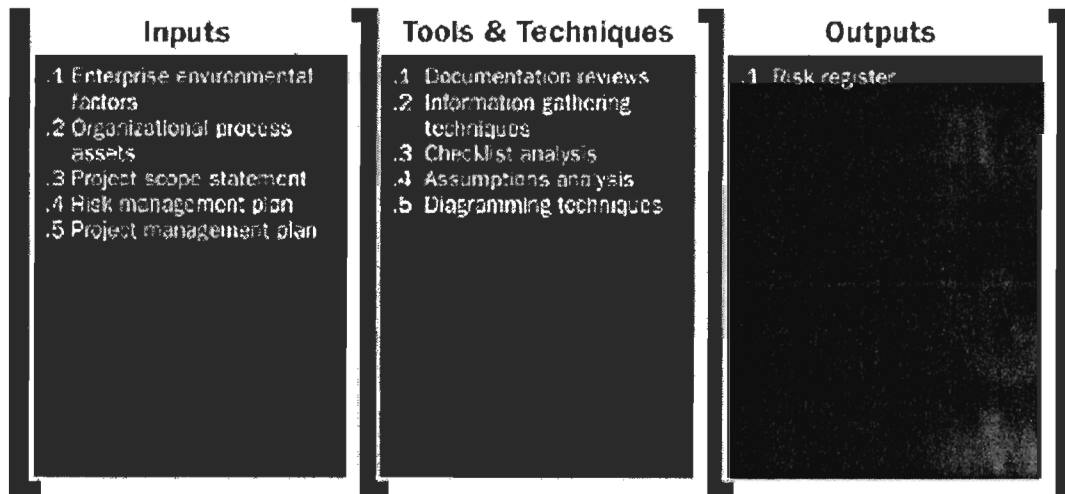 Inputs
.1 Enterprise environmental
factors
.2 Organizational process
assets
.3 Project scope statement
.4 Risk management plan
.5 Project management plan
Tools & Techniques
.1 Documentation reviews
.2 Information gathering
techniques
.3 Checklist analysis
.4 Assumptions analysis
.5 Diagramming techniques
Outputs
.1 Risk register